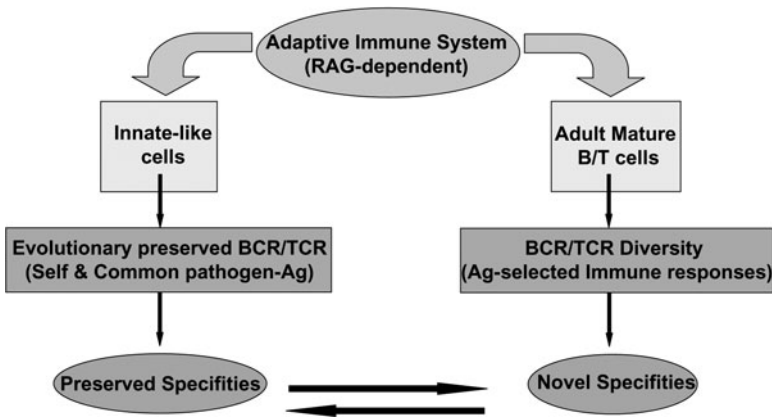 Adaptive Immune System
(RAG-dependent)
Innate-like
cells
Adult Mature
B/T cells
Evolutionary preserved BCR/TCR
(Self & Common pathogen-Ag)
BCR/TCR Diversity
(Ag-selected Immune responses)
Preserved Specifities
Novel Specifities